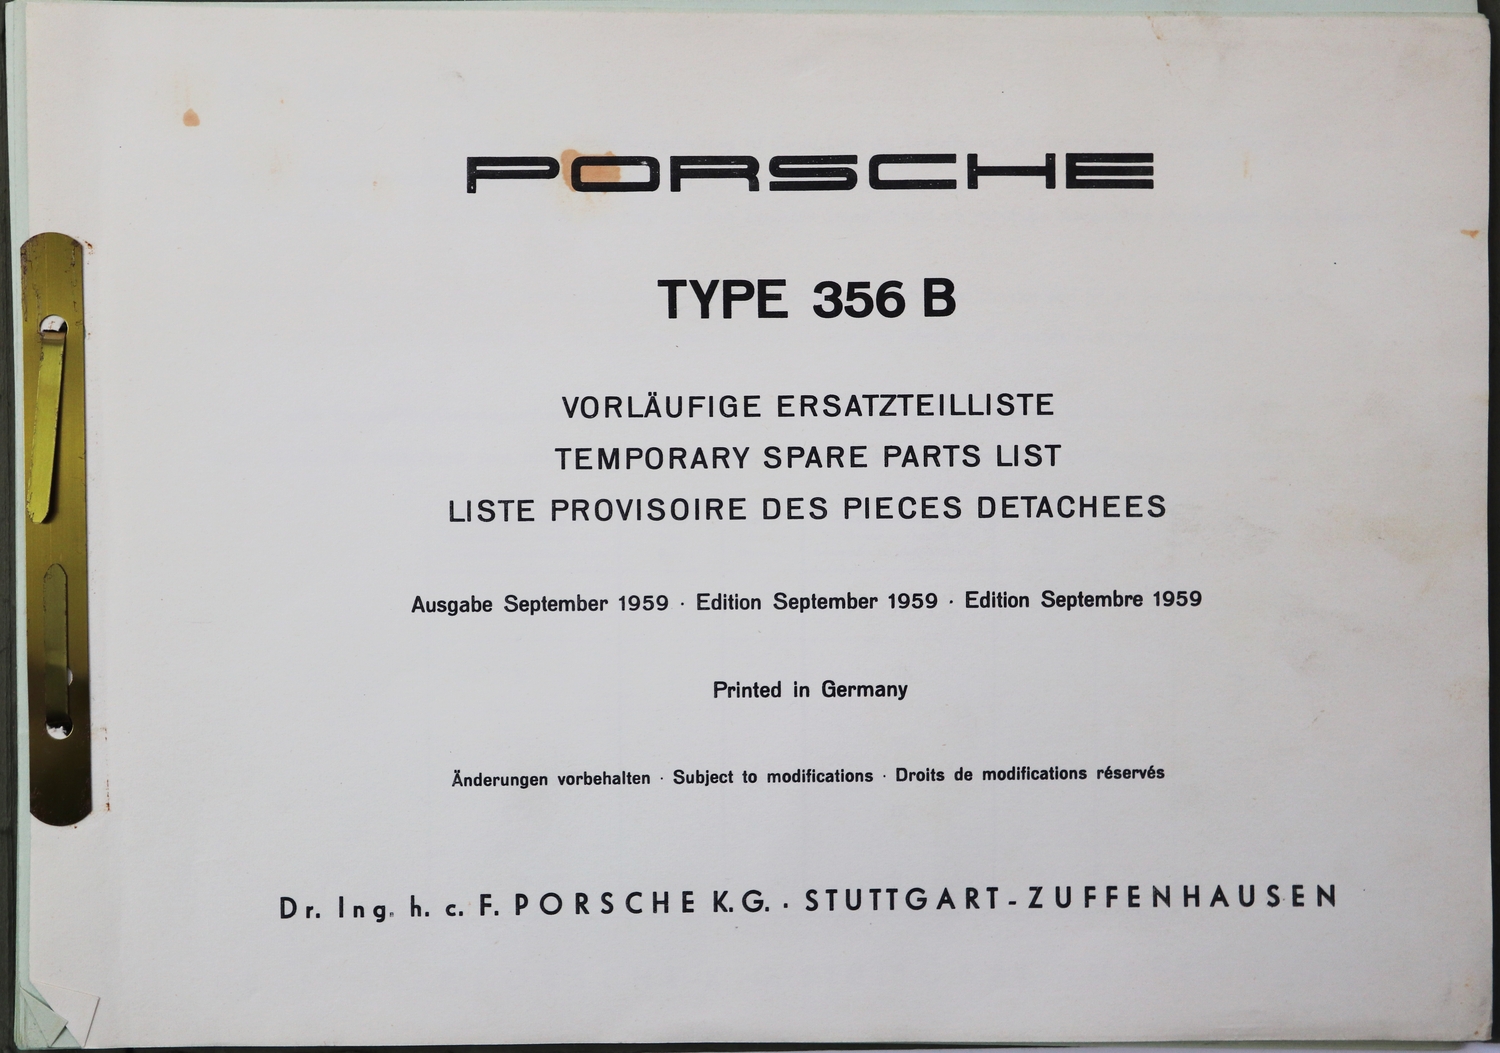 PORSCHE
TYPE 356 B
VORLÄUFIGE ERSATZTEILLISTE
TEMPORARY SPARE PARTS LIST
LISTE PROVISOIRE DES PIECES DETACHEES
Ausgabe September 1959 · Edition September 1959 · Edition Septembre 1959
Printed in Germany
Änderungen vorbehalten · Subject to modifications · Droits de modifications réservés
Dr. Ing. h. c. F. PORSCHE K.G. · STUTTGART-ZUFFENHAUSEN